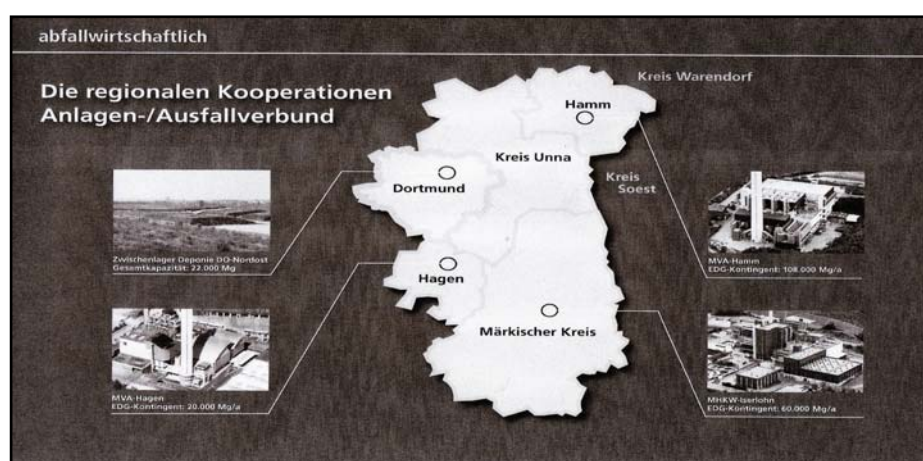 abfallwirtschaftlich
Die regionalen Kooperationen
Anlagen-/Ausfallverbund
Kreis Warendorf
Hamm
Kreis Unna
Kreis
Soest
Dortmund
Hagen
Märkischer Kreis
Zwischenlager Deponie DO-Nordost
Gesamtkapazität: 22.000 Mg
MVA-Hamm
EDG-Kontingent: 108.000 Mg/a
MVA-Hagen
EDG-Kontingent: 20.000 Mg/a
MHKW-Iserlohn
EDG-Kontingent: 60.000 Mg/a